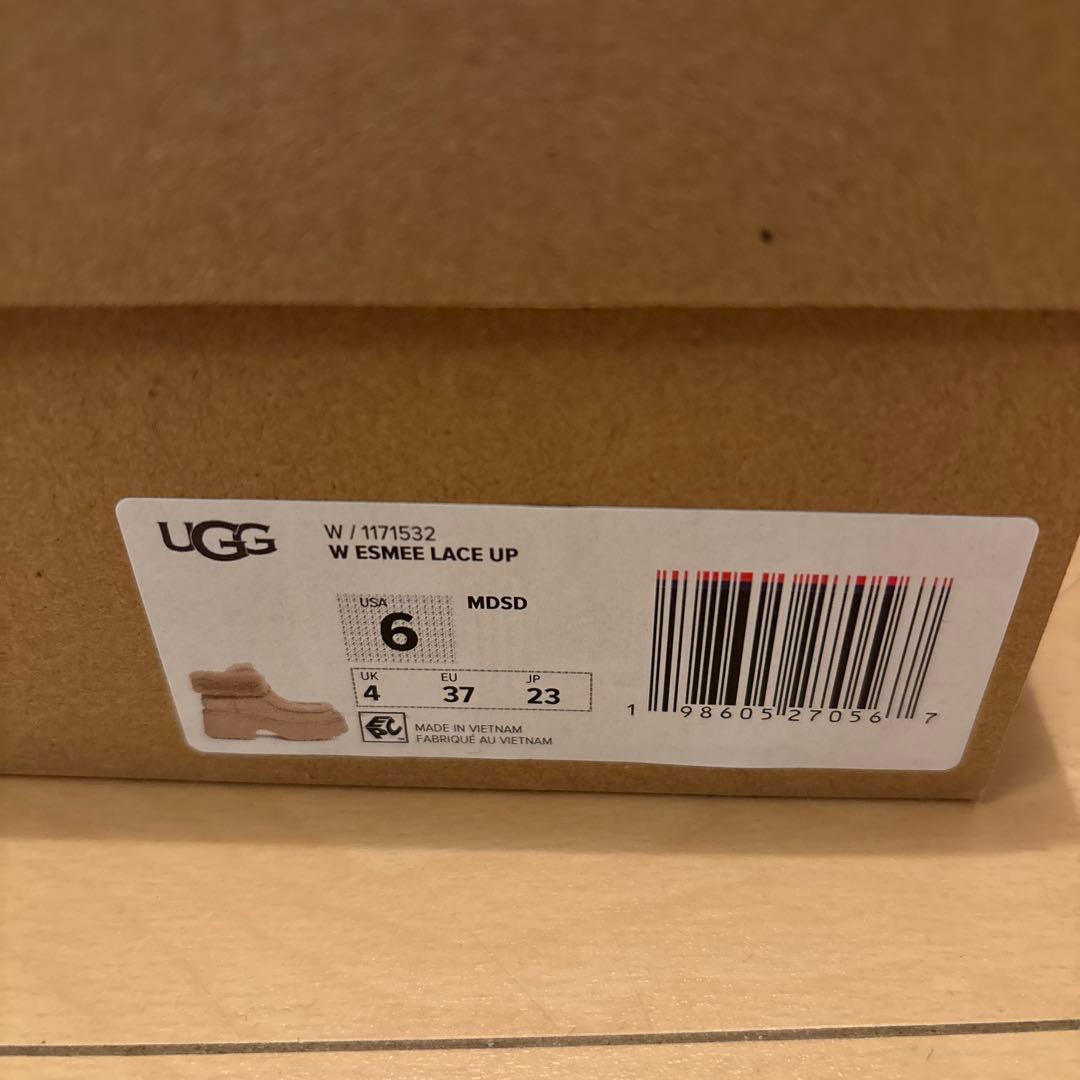 UGG
W / 1171532
W ESMEE LACE UP
USA
6
MDSD
UK
4
EU
37
JP
23
EPC
MADE IN VIETNAM
FABRIQUÉ AU VIETNAM
1 98605 27056 7